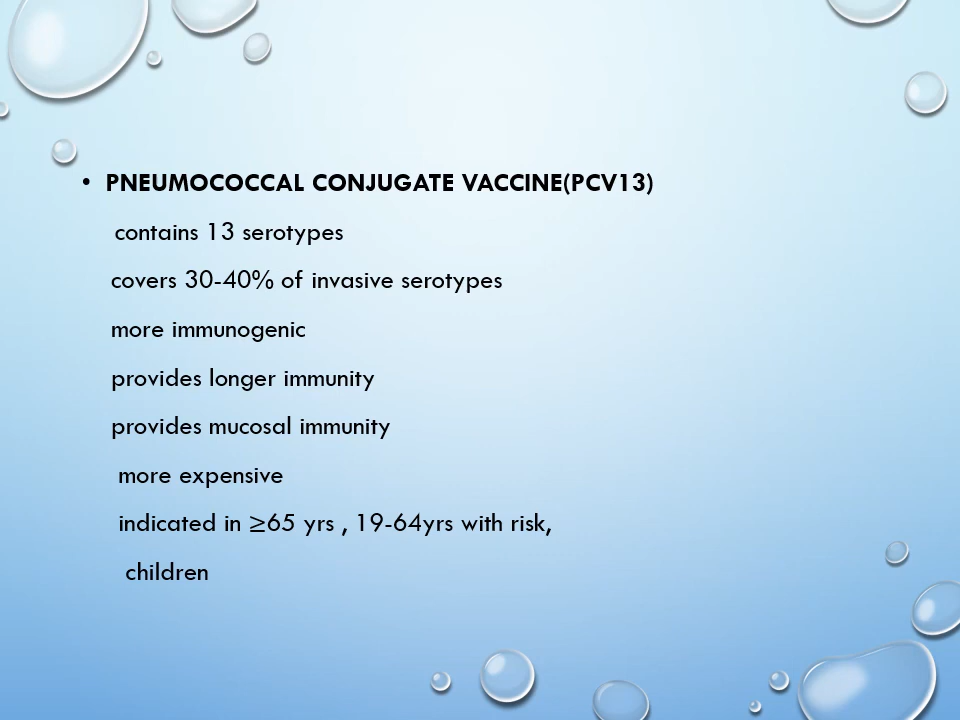 • PNEUMOCOCCAL CONJUGATE VACCINE(PCV13)
contains 13 serotypes
covers 30-40% of invasive serotypes
more immunogenic
provides longer immunity
provides mucosal immunity
more expensive
indicated in ≥65 yrs , 19-64yrs with risk,
children